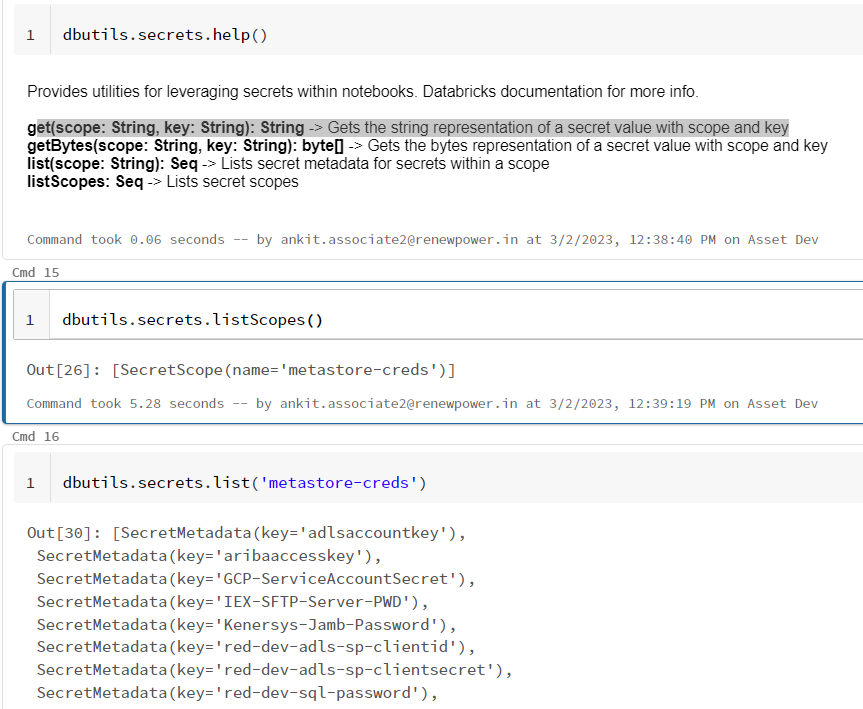 1 dbutils.secrets.help()
Provides utilities for leveraging secrets within notebooks. Databricks documentation for more info.
get(scope: String, key: String): String -> Gets the string representation of a secret value with scope and key
getBytes(scope: String, key: String): byte[] -> Gets the bytes representation of a secret value with scope and key
list(scope: String): Seq -> Lists secret metadata for secrets within a scope
listScopes: Seq -> Lists secret scopes
Command took 0.06 seconds -- by ankit.associate2@renewpower.in at 3/2/2023, 12:38:40 PM on Asset Dev
Cmd 15
1 dbutils.secrets.listScopes()
Out[26]: [SecretScope(name='metastore-creds')]
Command took 5.28 seconds -- by ankit.associate2@renewpower.in at 3/2/2023, 12:39:19 PM on Asset Dev
Cmd 16
1 dbutils.secrets.list('metastore-creds')
Out[30]: [SecretMetadata(key='adlsaccountkey'),
SecretMetadata(key='aribaaccesskey'),
SecretMetadata(key='GCP-ServiceAccountSecret'),
SecretMetadata(key='IEX-SFTP-Server-PWD'),
SecretMetadata(key='Kenersys-Jamb-Password'),
SecretMetadata(key='red-dev-adls-sp-clientid'),
SecretMetadata(key='red-dev-adls-sp-clientsecret'),
SecretMetadata(key='red-dev-sql-password'),